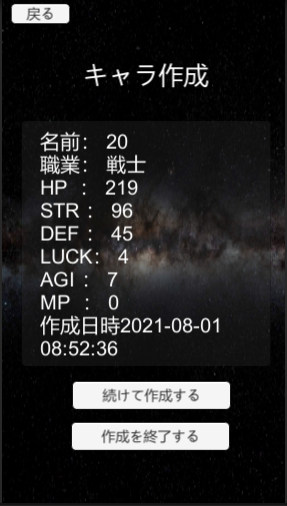 戻る
キャラ作成
名前： 20
職業： 戦士
HP ： 219
STR ： 96
DEF ： 45
LUCK： 4
AGI ： 7
MP ： 0
作成日時2021-08-01
08:52:36
続けて作成する
作成を終了する